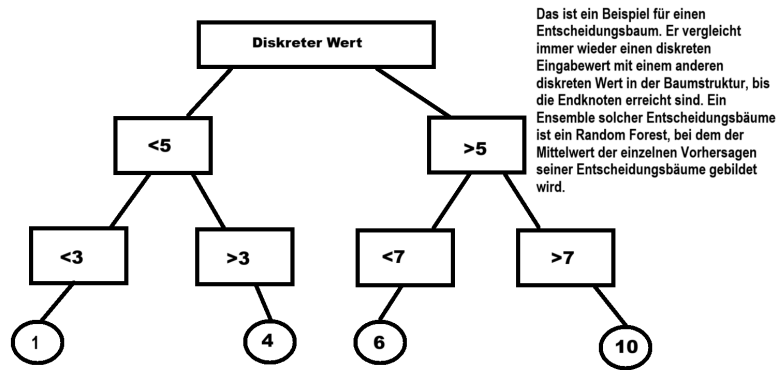 Das ist ein Beispiel für einen
Entscheidungsbaum. Er vergleicht
immer wieder einen diskreten
Eingabewert mit einem anderen
diskreten Wert in der Baumstruktur, bis
die Endknoten erreicht sind. Ein
Ensemble solcher Entscheidungsbäume
ist ein Random Forest, bei dem der
Mittelwert der einzelnen Vorhersagen
seiner Entscheidungsbäume gebildet
wird.
Diskreter Wert
<5
>5
<3
>3
<7
>7
1
4
6
10